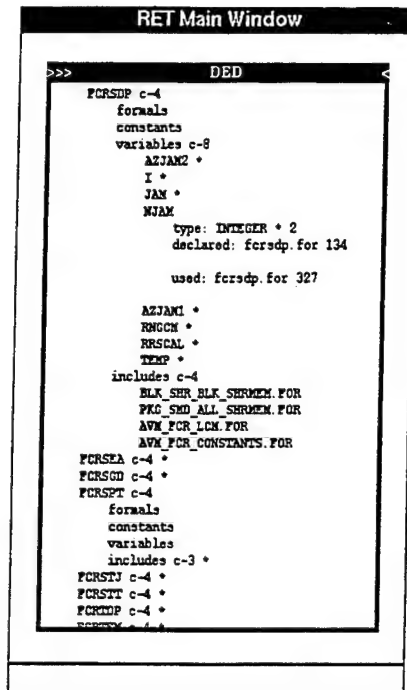 RET Main Window
>>> DED <
FCRSDP c-4
formals
constants
variables c-8
AZJAM2 *
I *
JAM *
NJAM
type: INTEGER * 2
declared: fcrsdp.for 134
used: fcrsdp.for 327
AZJAM1 *
RNGCM *
RRSCAL *
TEMP *
includes c-4
BLK_SHR_BLK_SHRMEM.FOR
PKG_SMD_ALL_SHRMEM.FOR
AVM_FCR_LCM.FOR
AVM_FCR_CONSTANTS.FOR
FCRSEA c-4 *
FCRSGD c-4 *
FCRSPT c-4
formals
constants
variables
includes c-3 *
FCRSTJ c-4 *
FCRSTT c-4 *
FCRTDP c-4 *